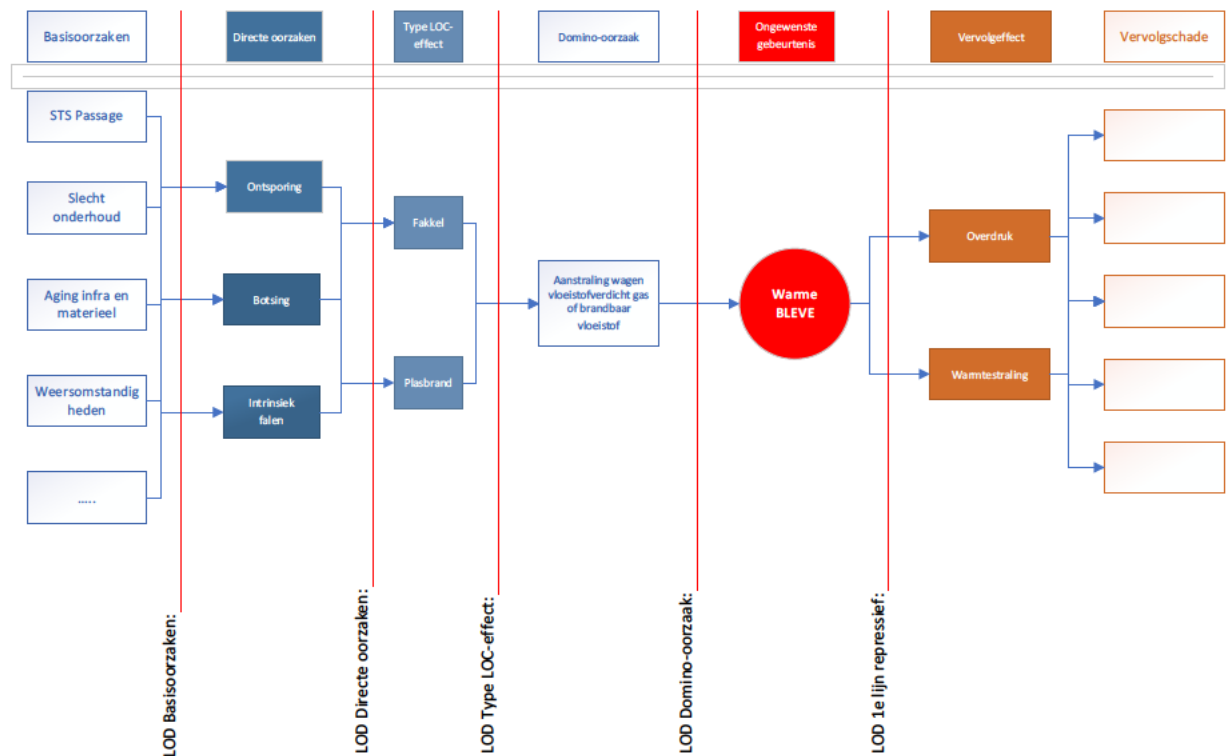 Basisoorzaken
Directe oorzaken
Type LOC-
effect
Domino-oorzaak
Ongewenste
gebeurtenis
Vervolgeffect
Vervolgschade
STS Passage
Slecht
onderhoud
Aging infra en
materieel
Weersomstandig
heden
.....
Ontsporing
Botsing
Intrinsiek
falen
Fakkel
Plasbrand
Aanstraling wagen
vloeistofverdicht gas
of brandbaar
vloeistof
Warme
BLEVE
Overdruk
Warmtestraling
LOD Basisoorzaken:
LOD Directe oorzaken:
LOD Type LOC-effect:
LOD Domino-oorzaak:
LOD 1e lijn repressief: